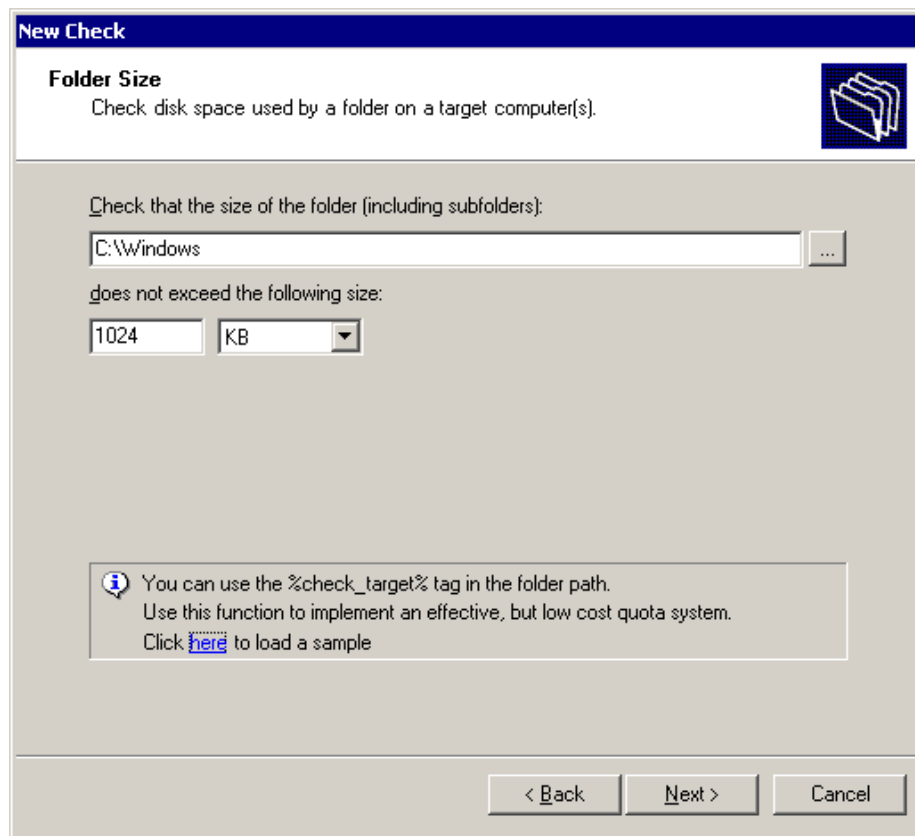 New Check
Folder Size
Check disk space used by a folder on a target computer(s).
Check that the size of the folder (including subfolders):
C:\Windows
...
does not exceed the following size:
1024
KB
You can use the %check_target% tag in the folder path.
Use this function to implement an effective, but low cost quota system.
Click here to load a sample
< Back
Next >
Cancel